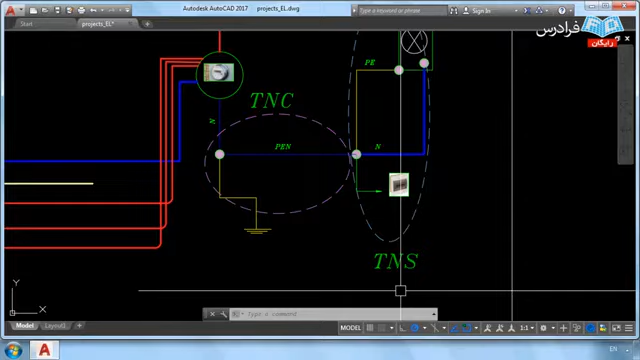 Autodesk AutoCAD 2017 projects_EL.dwg
Type a keyword or phrase
Sign In
Start
projects_EL*
فرادرس
رایگان
PE
TNC
N
PEN
N
TNS
Y
X
Type a command
Model
Layout1
MODEL
1:1
EN